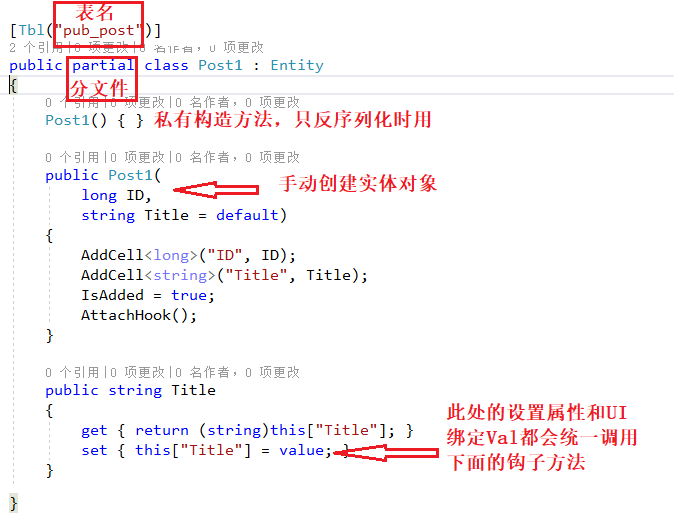 表名
[Tbl("pub_post")]
2 个引用|0 项更改|0 名作者，0 项更改
public partial class Post1 : Entity
{
分文件
0 个引用|0 项更改|0 名作者，0 项更改
Post1() { } 私有构造方法，只反序列化时用
0 个引用|0 项更改|0 名作者，0 项更改
public Post1(
long ID,
手动创建实体对象
string Title = default)
{
AddCell<long>("ID", ID);
AddCell<string>("Title", Title);
IsAdded = true;
AttachHook();
}
0 个引用|0 项更改|0 名作者，0 项更改
public string Title
{
get { return (string)this["Title"]; }
set { this["Title"] = value; }
}
此处的设置属性和UI
绑定Val都会统一调用
下面的钩子方法
}